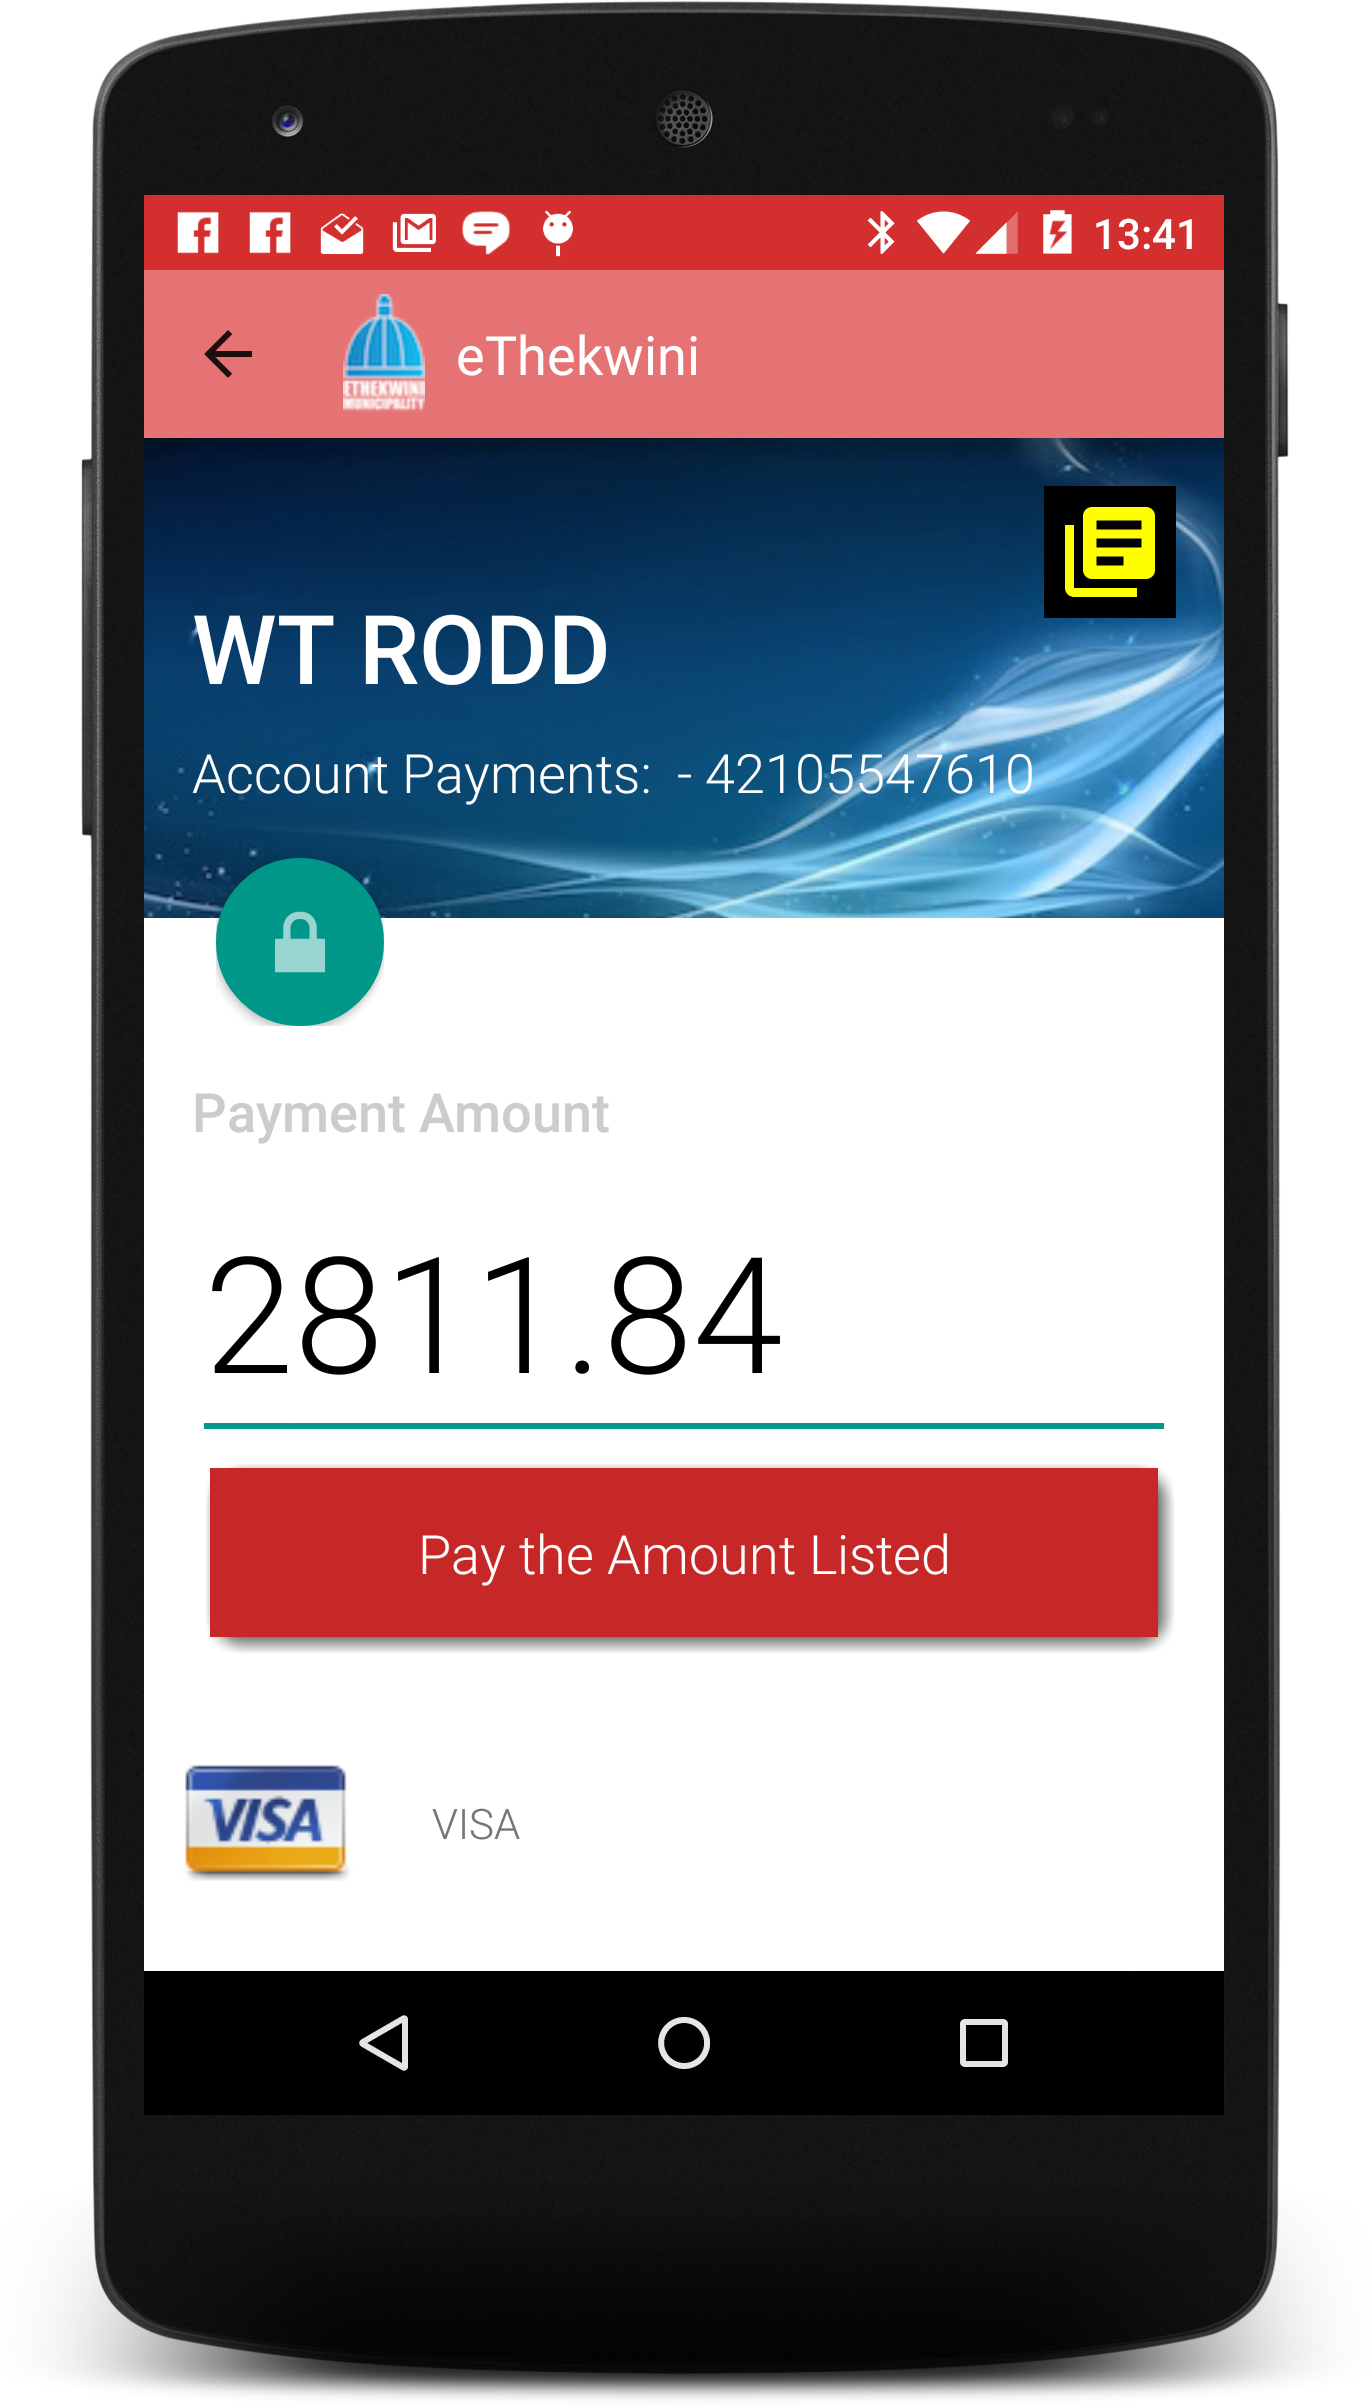 13:41
ETHEKWINI
MUNICIPALITY
eThekwini
WT RODD
Account Payments:  - 42105547610
Payment Amount
2811.84
Pay the Amount Listed
VISA
VISA